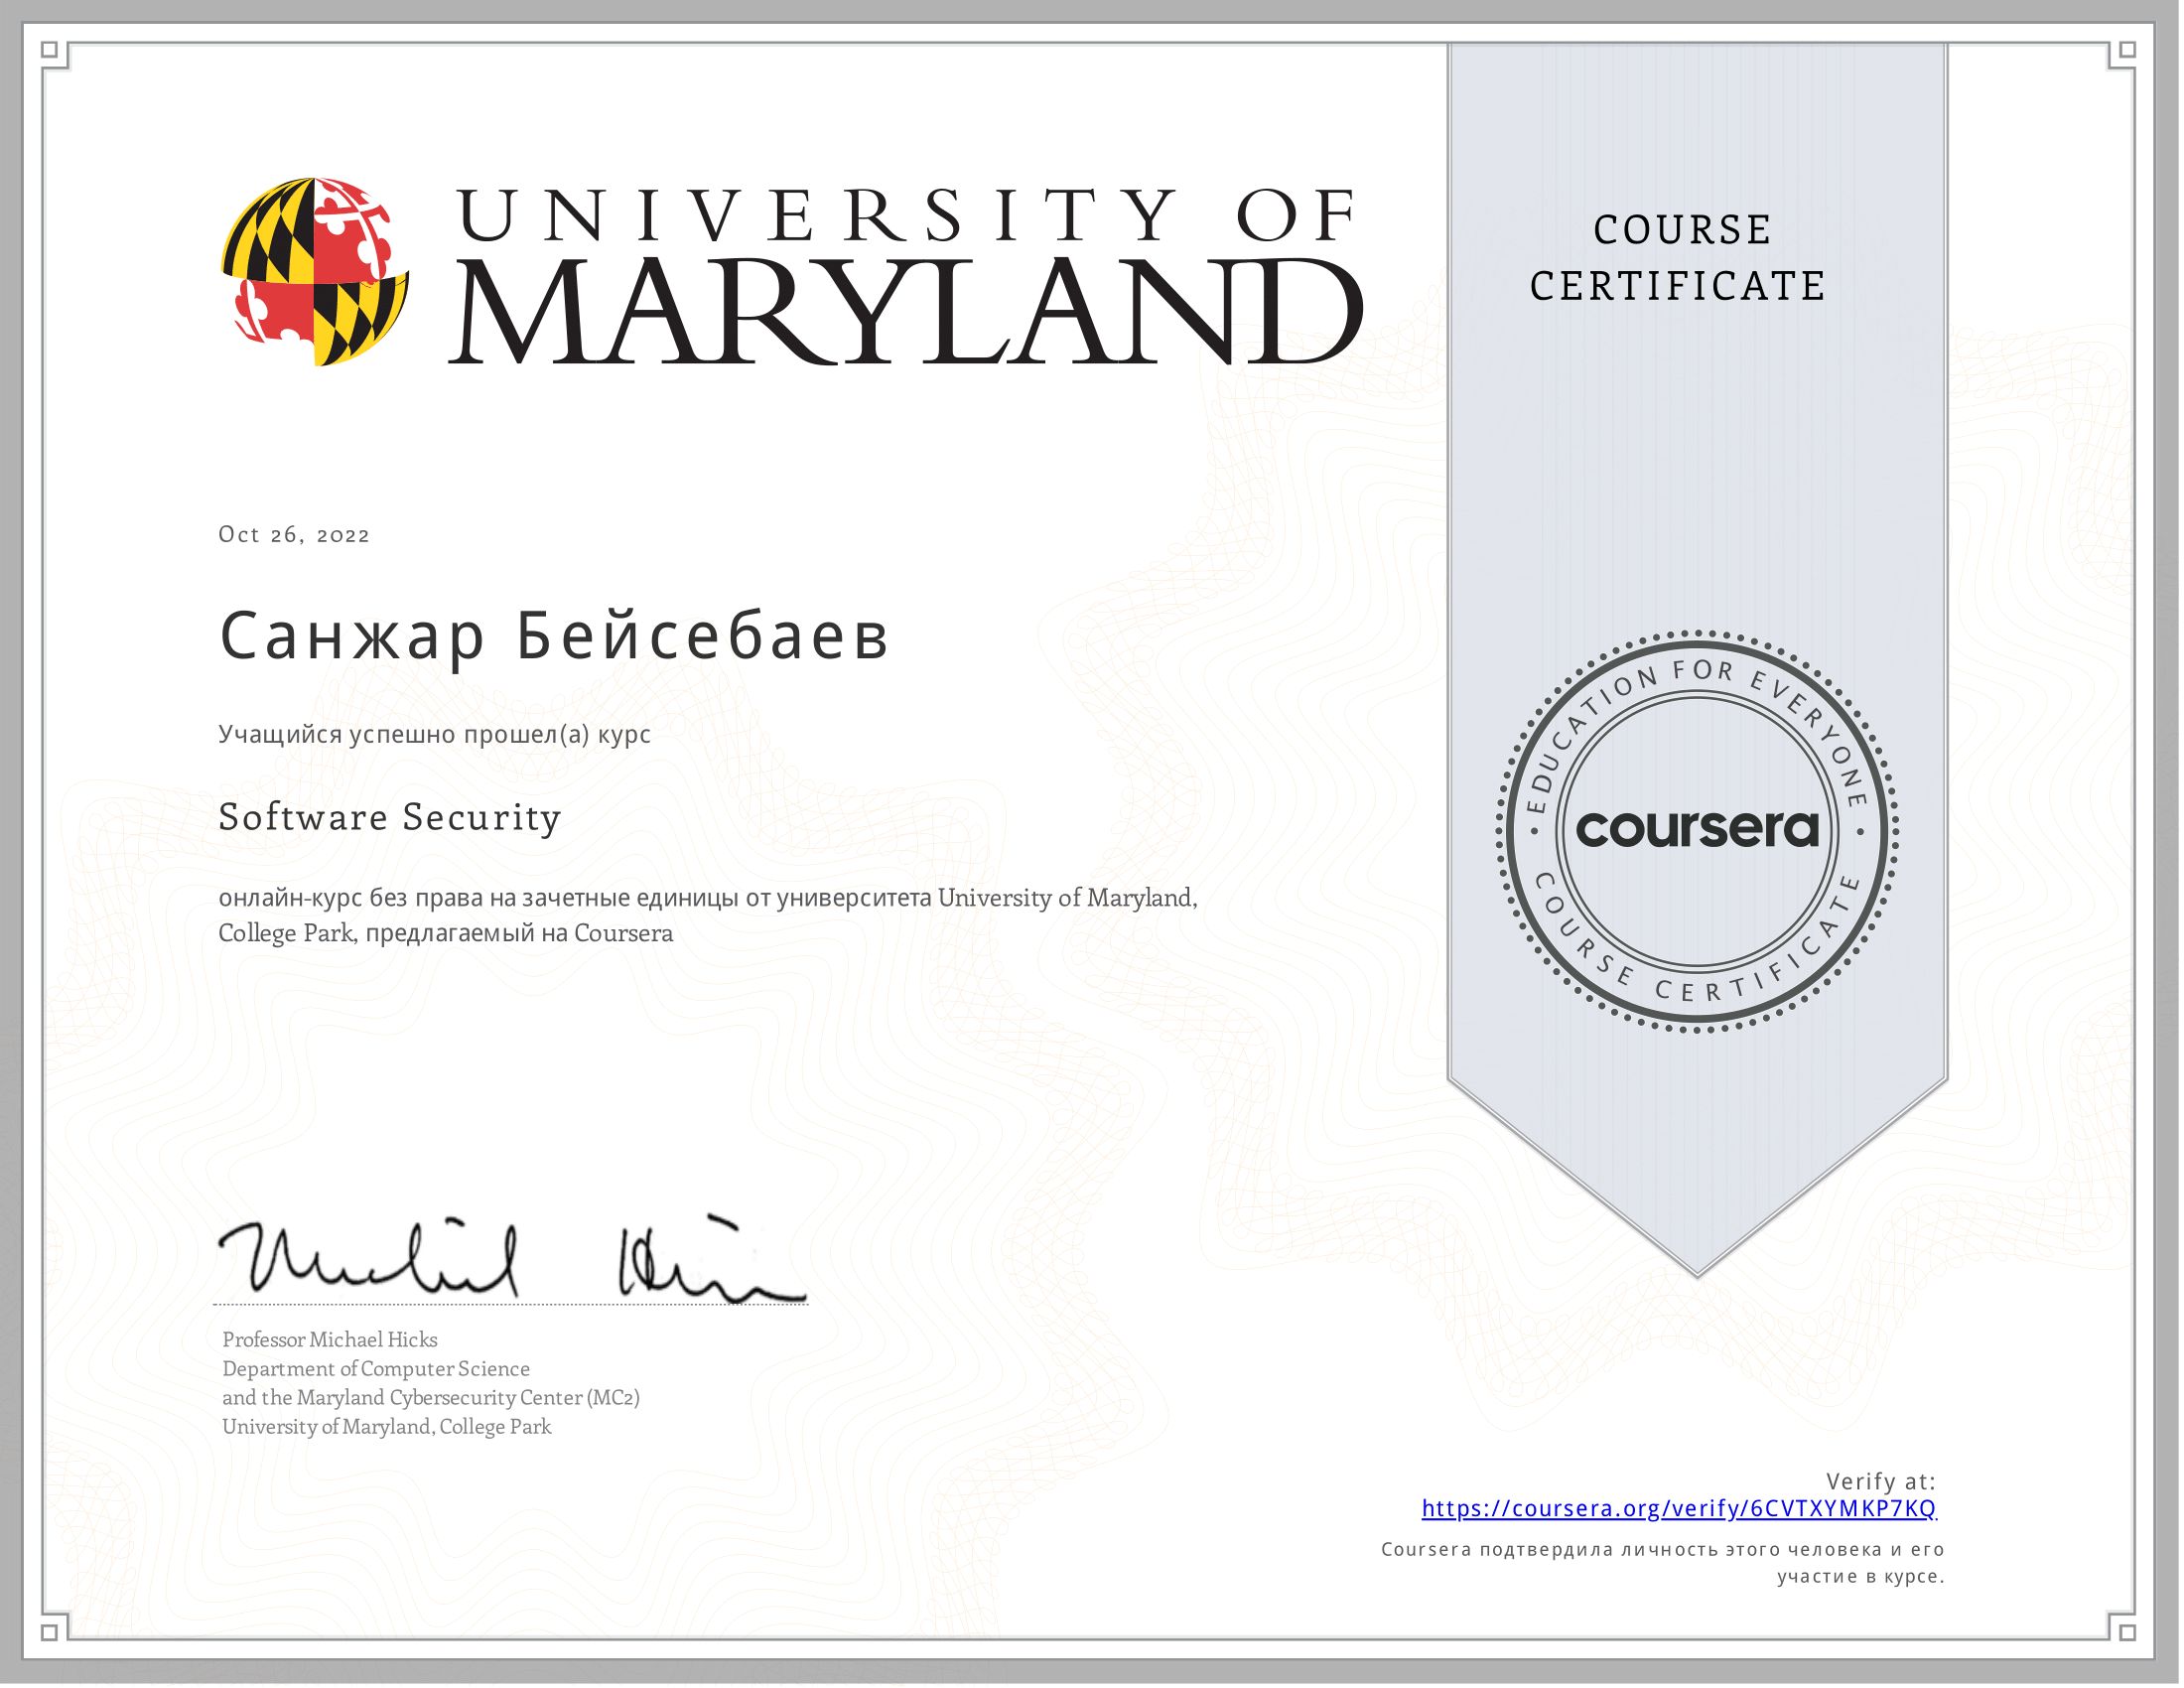 UNIVERSITY OF
MARYLAND
COURSE
CERTIFICATE
Oct 26, 2022
Санжар Бейсебаев
Учащийся успешно прошел(а) курс
Software Security
онлайн-курс без права на зачетные единицы от университета University of Maryland,
College Park, предлагаемый на Coursera
EDUCATION FOR EVERYONE
coursera
COURSE CERTIFICATE
Michael Hicks
Professor Michael Hicks
Department of Computer Science
and the Maryland Cybersecurity Center (MC2)
University of Maryland, College Park
Verify at:
https://coursera.org/verify/6CVTXYMKP7KQ
Coursera подтвердила личность этого человека и его
участие в курсе.